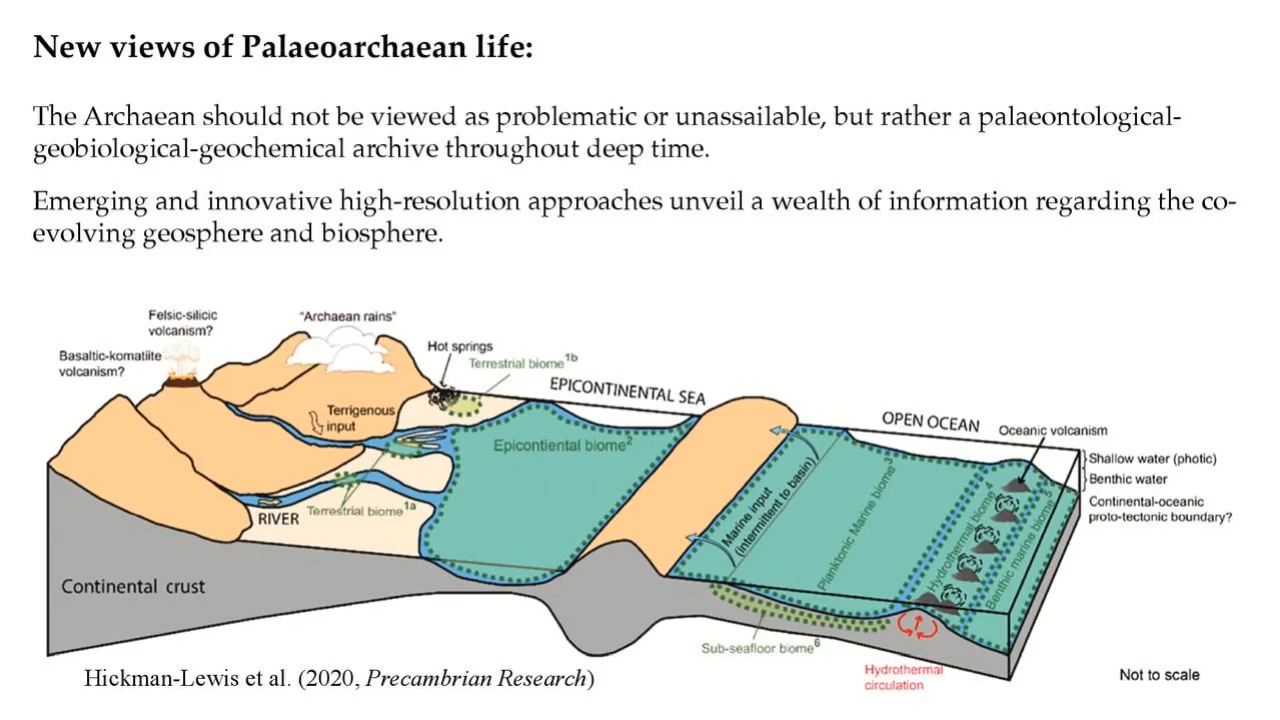 New views of Palaeoarchaean life:
The Archaean should not be viewed as problematic or unassailable, but rather a palaeontological-
geobiological-geochemical archive throughout deep time.
Emerging and innovative high-resolution approaches unveil a wealth of information regarding the co-
evolving geosphere and biosphere.
Felsic-silicic
volcanism?
"Archaean rains"
Basaltic-komatiite
volcanism?
Hot springs
Terrestrial biome1b
EPICONTINENTAL SEA
Terrigenous
input
OPEN OCEAN
Oceanic volcanism
Epicontiental biome2
Shallow water (photic)
Benthic water
Continental-oceanic
proto-tectonic boundary?
RIVER
Terrestrial biome1a
Marine input
(intermittent to basin)
Planktonic Marine biome3
Hydrothermal biome4
Benthic marine biome5
Continental crust
Sub-seafloor biome6
Hydrothermal
circulation
Not to scale
Hickman-Lewis et al. (2020, Precambrian Research)